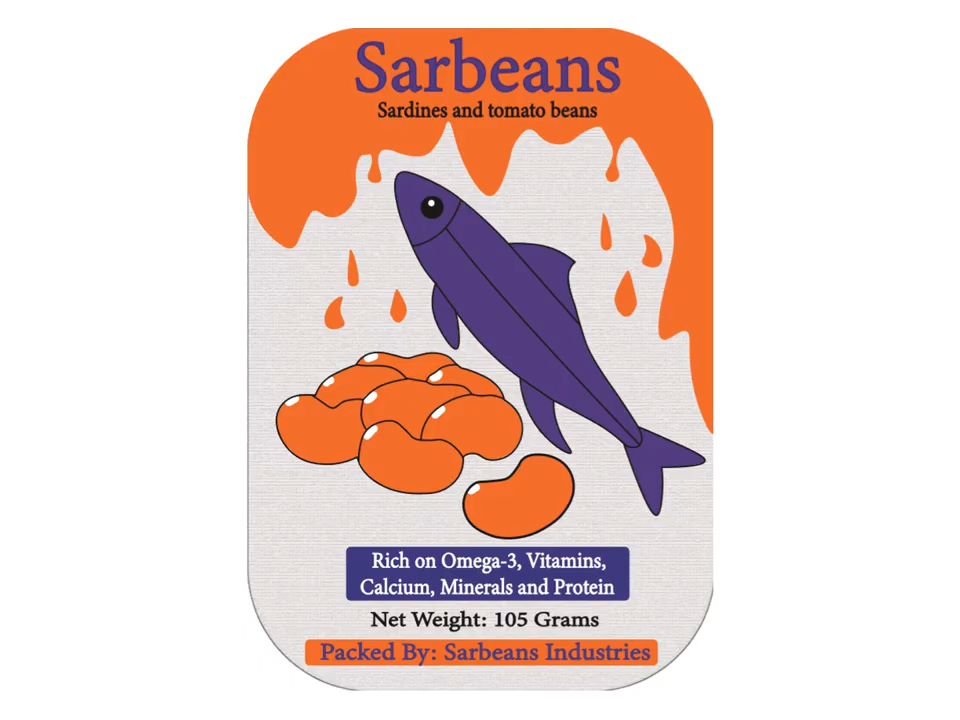 Sarbeans
Sardines and tomato beans
Rich on Omega-3, Vitamins,
Calcium, Minerals and Protein
Net Weight: 105 Grams
Packed By: Sarbeans Industries